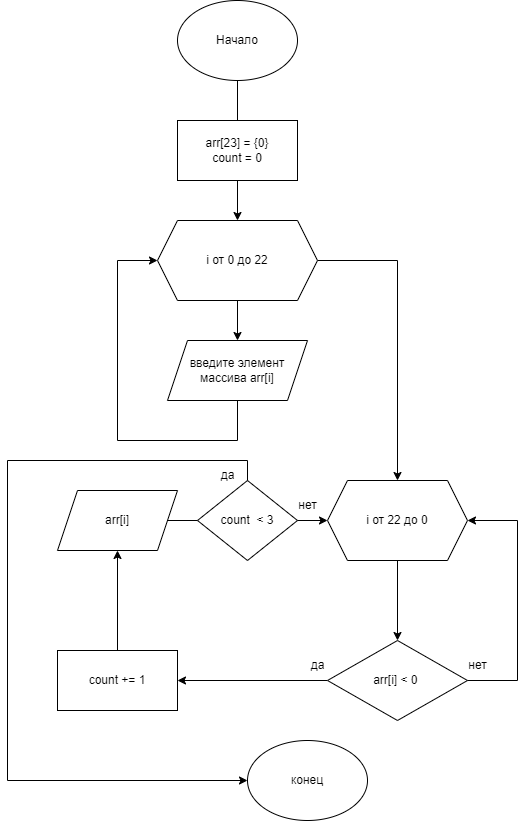 Начало
arr[23] = {0}
count = 0
i от 0 до 22
введите элемент
массива arr[i]
да
arr[i]
count < 3
нет
i от 22 до 0
count += 1
да
arr[i] < 0
нет
конец